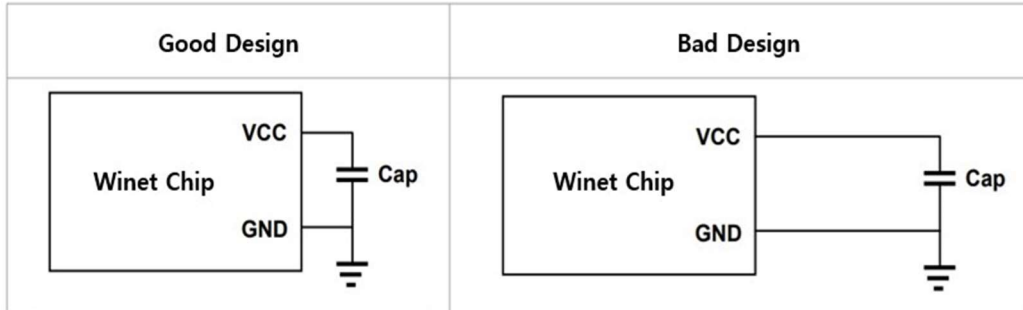 Good Design
Bad Design
VCC
Winet Chip
Cap
GND
VCC
Winet Chip
Cap
GND